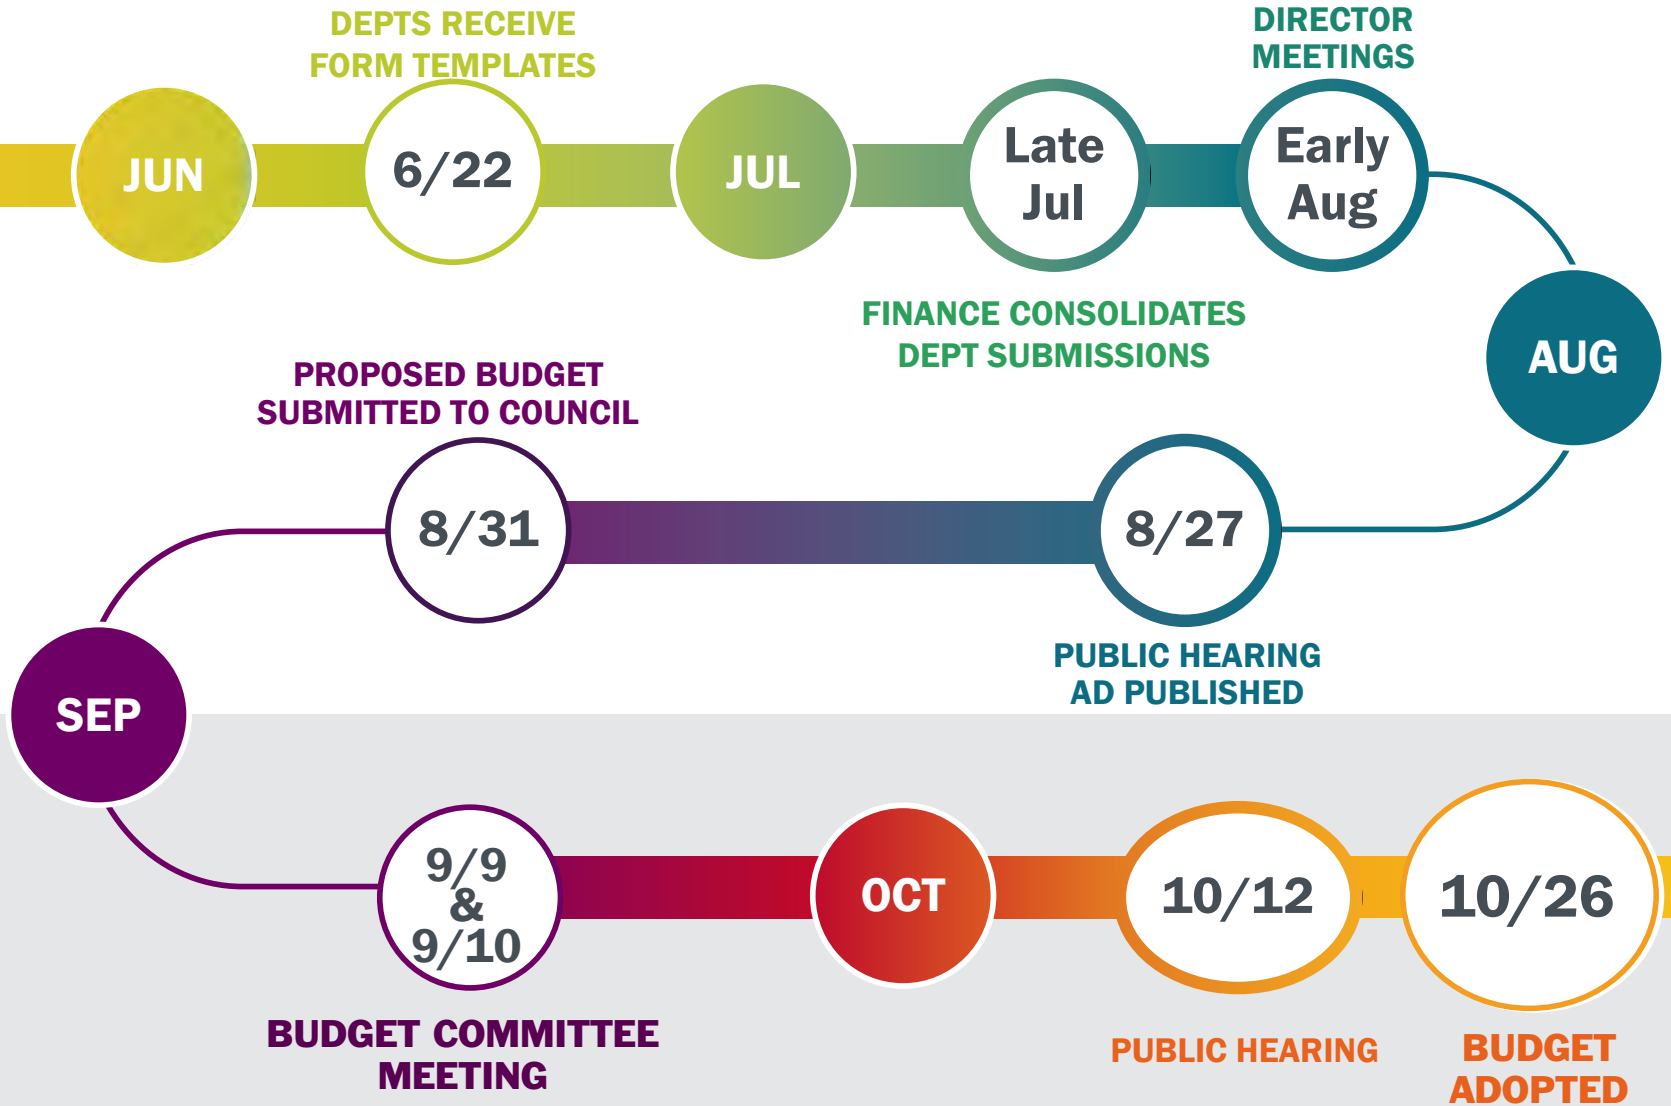 DEPTS RECEIVE
FORM TEMPLATES
DIRECTOR
MEETINGS
JUN
6/22
JUL
Late
Jul
Early
Aug
FINANCE CONSOLIDATES
DEPT SUBMISSIONS
AUG
PROPOSED BUDGET
SUBMITTED TO COUNCIL
8/31
8/27
PUBLIC HEARING
AD PUBLISHED
SEP
9/9
&
9/10
OCT
10/12
10/26
BUDGET COMMITTEE
MEETING
PUBLIC HEARING
BUDGET
ADOPTED